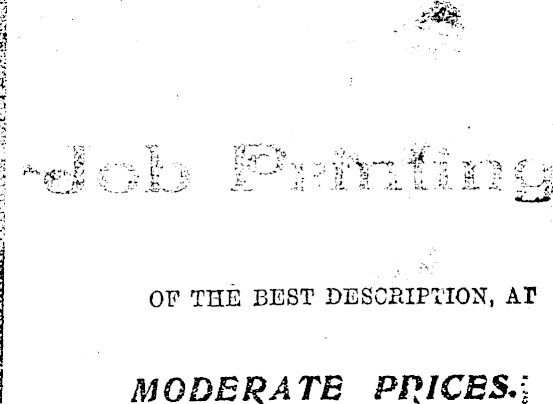 Job Printing
OF THE BEST DESCRIPTION, AT
MODERATE PRICES.